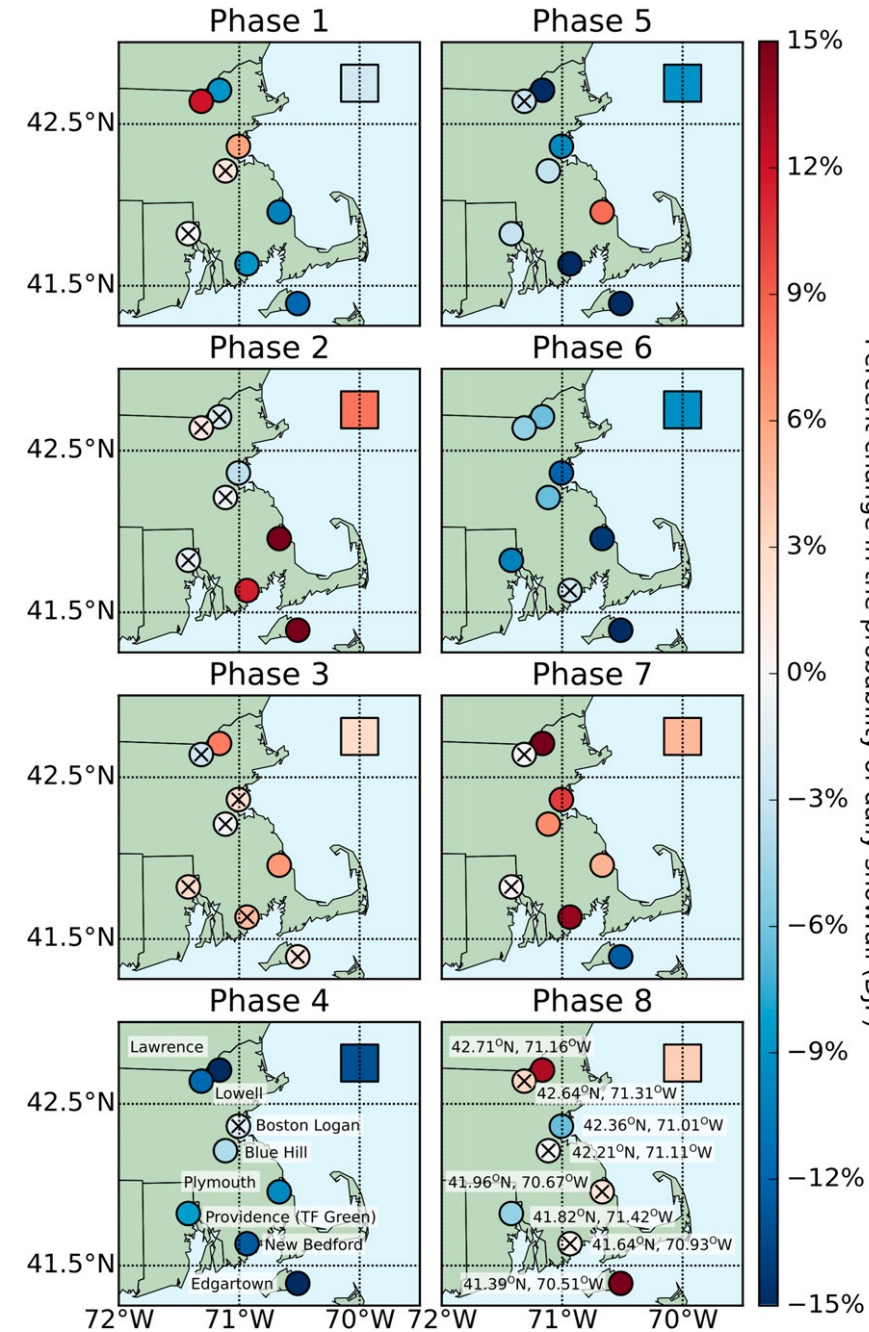 Phase 1
Phase 5
42.5°N
41.5°N
Phase 2
Phase 6
42.5°N
41.5°N
Phase 3
Phase 7
42.5°N
41.5°N
Phase 4
Phase 8
Lawrence
Lowell
Boston Logan
Blue Hill
Plymouth
Providence (TF Green)
New Bedford
Edgartown
42.71°N, 71.16°W
42.64°N, 71.31°W
42.36°N, 71.01°W
42.21°N, 71.11°W
41.96°N, 70.67°W
41.82°N, 71.42°W
41.64°N, 70.93°W
41.39°N, 70.51°W
42.5°N
41.5°N
72°W 71°W 70°W 72°W 71°W 70°W
15%
12%
9%
6%
3%
0%
−3%
−6%
−9%
−12%
−15%